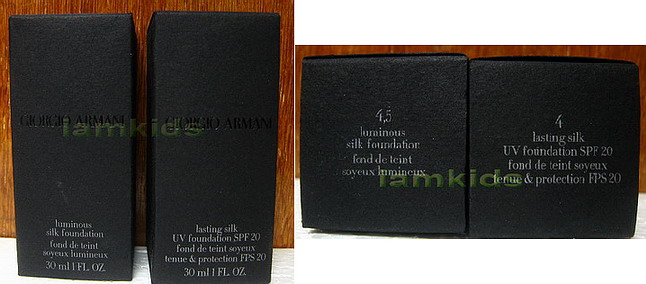 GIORGIO ARMANI
luminous
silk foundation
fond de teint
soyeux lumineux
30 ml 1 FL. OZ.
GIORGIO ARMANI
lasting silk
UV foundation SPF 20
fond de teint soyeux
tenue & protection FPS 20
30 ml 1 FL. OZ
iamkids
4,5
luminous
silk foundation
fond de teint
soyeux lumineux
4
lasting silk
UV foundation SPF 20
fond de teint soyeux
tenue & protection FPS 20
iamkids